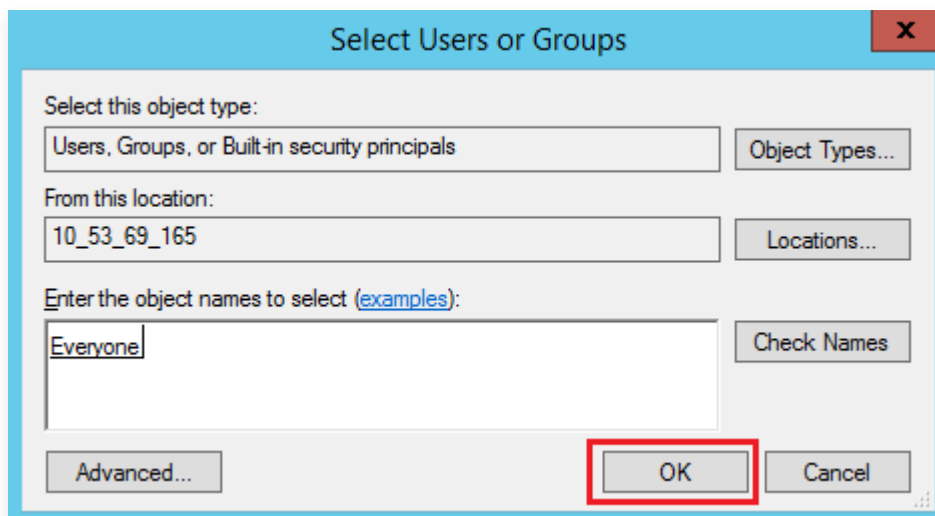 Select Users or Groups
x
Select this object type:
Users, Groups, or Built-in security principals
Object Types...
From this location:
10_53_69_165
Locations...
Enter the object names to select (examples):
Everyone
Check Names
Advanced...
OK
Cancel